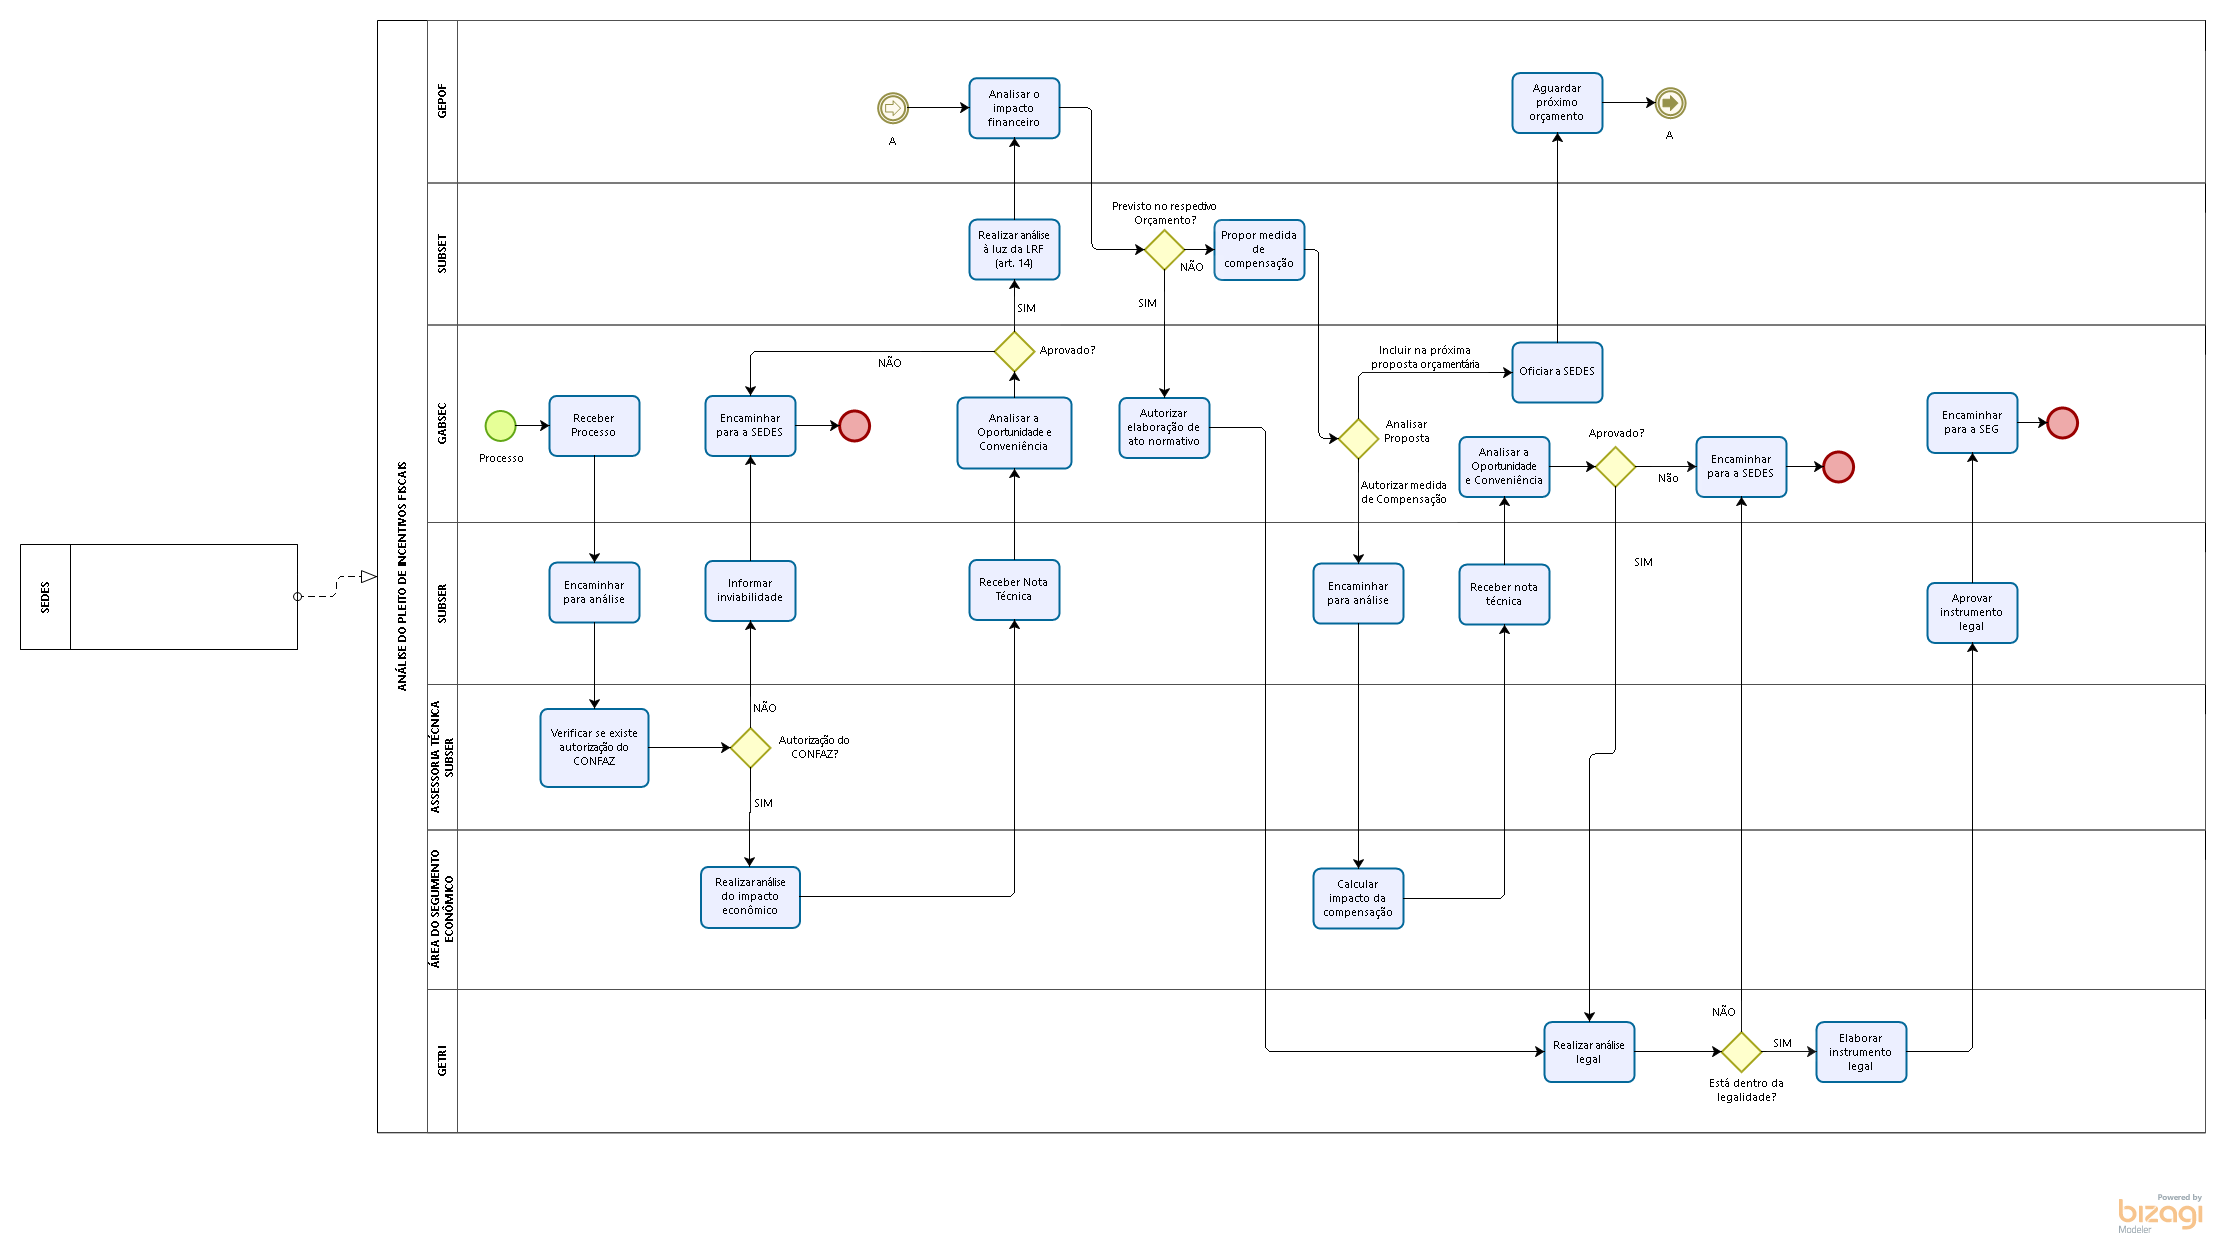 SEDES
ANÁLISE DO PLEITO DE INCENTIVOS FISCAIS
GEPOF
A
Analisar o
impacto
financeiro
Aguardar
próximo
orçamento
A
SUBSET
Realizar análise
à luz da LRF
(art. 14)
SIM
Previsto no respectivo
Orçamento?
NÃO
SIM
Propor medida
de
compensação
GABSEC
Processo
Receber
Processo
NÃO
Encaminhar
para a SEDES
Aprovado?
Analisar a
Oportunidade e
Conveniência
Autorizar
elaboração de
ato normativo
Incluir na próxima
proposta orçamentária
Analisar
Proposta
Autorizar medida
de Compensação
Oficiar a SEDES
Analisar a
Oportunidade
e Conveniência
Aprovado?
Não
Encaminhar
para a SEDES
Encaminhar
para a SEG
SUBSER
Encaminhar
para análise
Informar
inviabilidade
Receber Nota
Técnica
Encaminhar
para análise
Receber nota
técnica
SIM
Aprovar
instrumento
legal
ASSESSORIA TÉCNICA
SUBSER
Verificar se existe
autorização do
CONFAZ
NÃO
Autorização do
CONFAZ?
SIM
ÁREA DO SEGUMENTO
ECONÔMICO
Realizar análise
do impacto
econômico
Calcular
impacto da
compensação
GETRI
Realizar análise
legal
NÃO
SIM
Está dentro da
legalidade?
Elaborar
instrumento
legal
Powered by
bizagi
Modeler